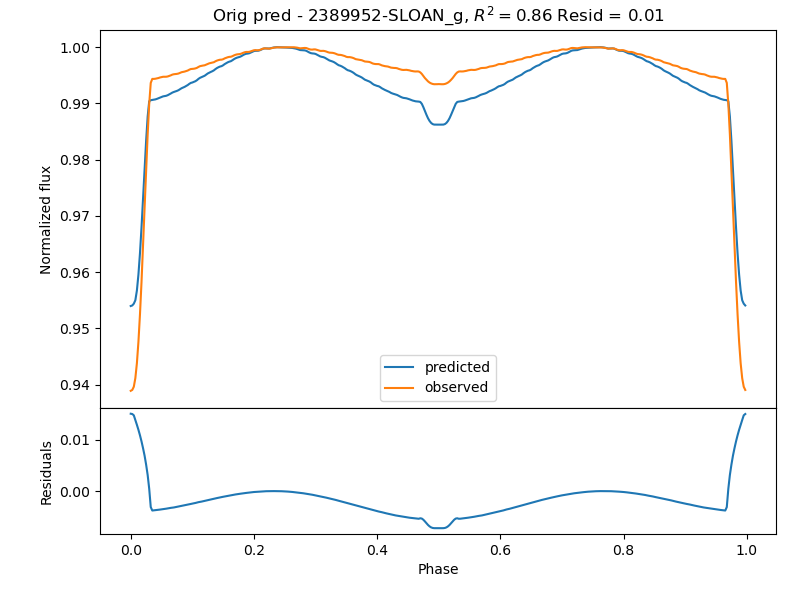 Orig pred - 2389952-SLOAN_g, R² = 0.86 Resid = 0.01
1.00
0.99
0.98
0.97
0.96
0.95
0.94
Normalized flux
predicted
observed
0.01
0.00
Residuals
0.0 0.2 0.4 0.6 0.8 1.0
Phase